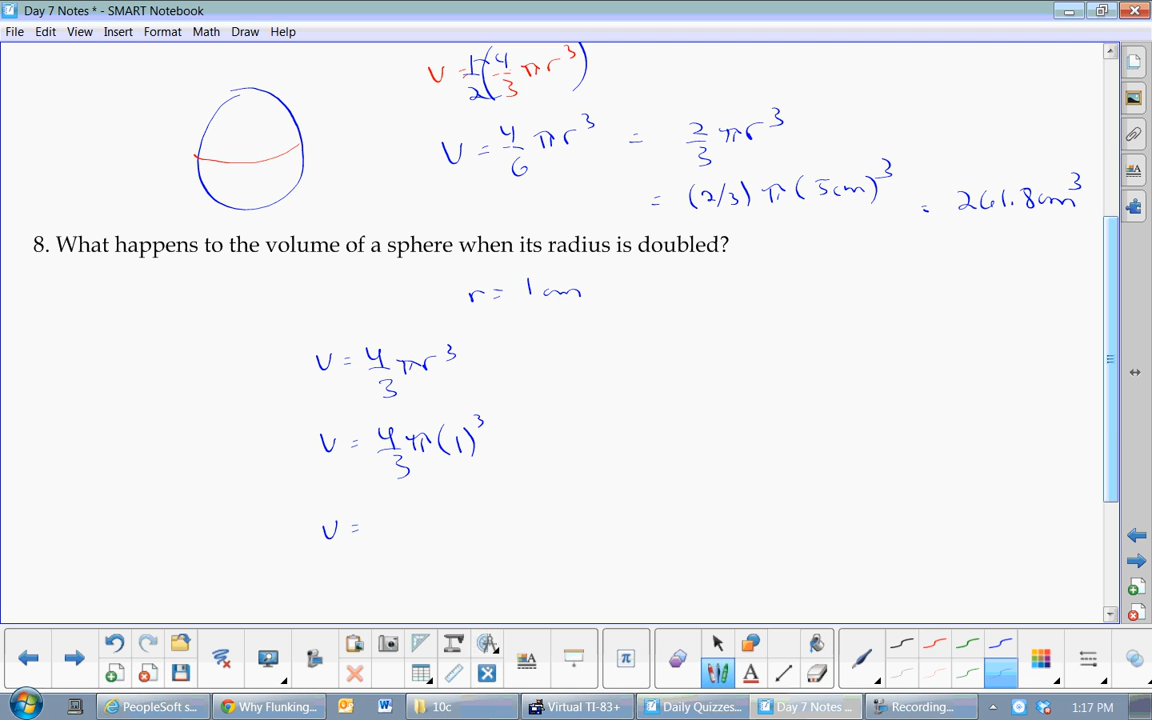 Day 7 Notes * - SMART Notebook
File Edit View Insert Format Math Draw Help
V = 1/2 (4/3 πr³)
V = 4/6 πr³ = 2/3 πr³
= (2/3) π (5cm)³ = 261.8cm³
8. What happens to the volume of a sphere when its radius is doubled?
r = 1 cm
V = 4/3 πr³
V = 4/3 π(1)³
V =
π
A
PeopleSoft s... Why Flunking... 10c Virtual TI-83+ Daily Quizzes... Day 7 Notes ... Recording... 1:17 PM